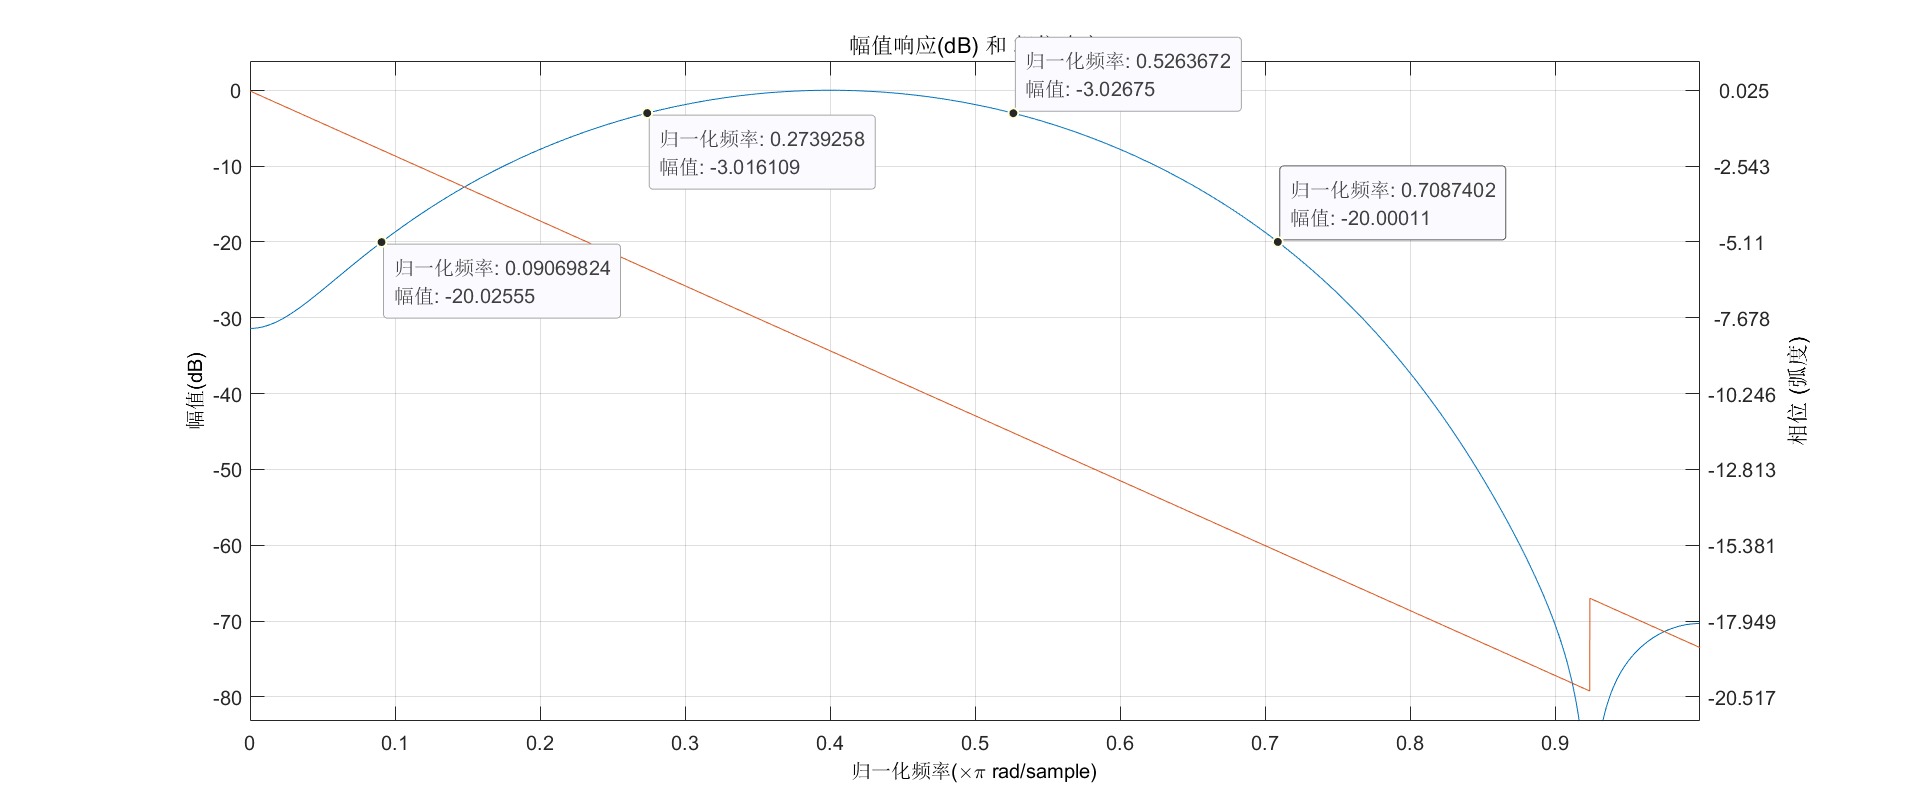 幅值响应(dB) 和
归一化频率: 0.5263672
幅值: -3.02675
归一化频率: 0.2739258
幅值: -3.016109
归一化频率: 0.7087402
幅值: -20.00011
归一化频率: 0.09069824
幅值: -20.02555
幅值(dB)
0
-10
-20
-30
-40
-50
-60
-70
-80
0.025
-2.543
-5.11
-7.678
-10.246
-12.813
-15.381
-17.949
-20.517
相位 (弧度)
0 0.1 0.2 0.3 0.4 0.5 0.6 0.7 0.8 0.9
归一化频率(×π rad/sample)